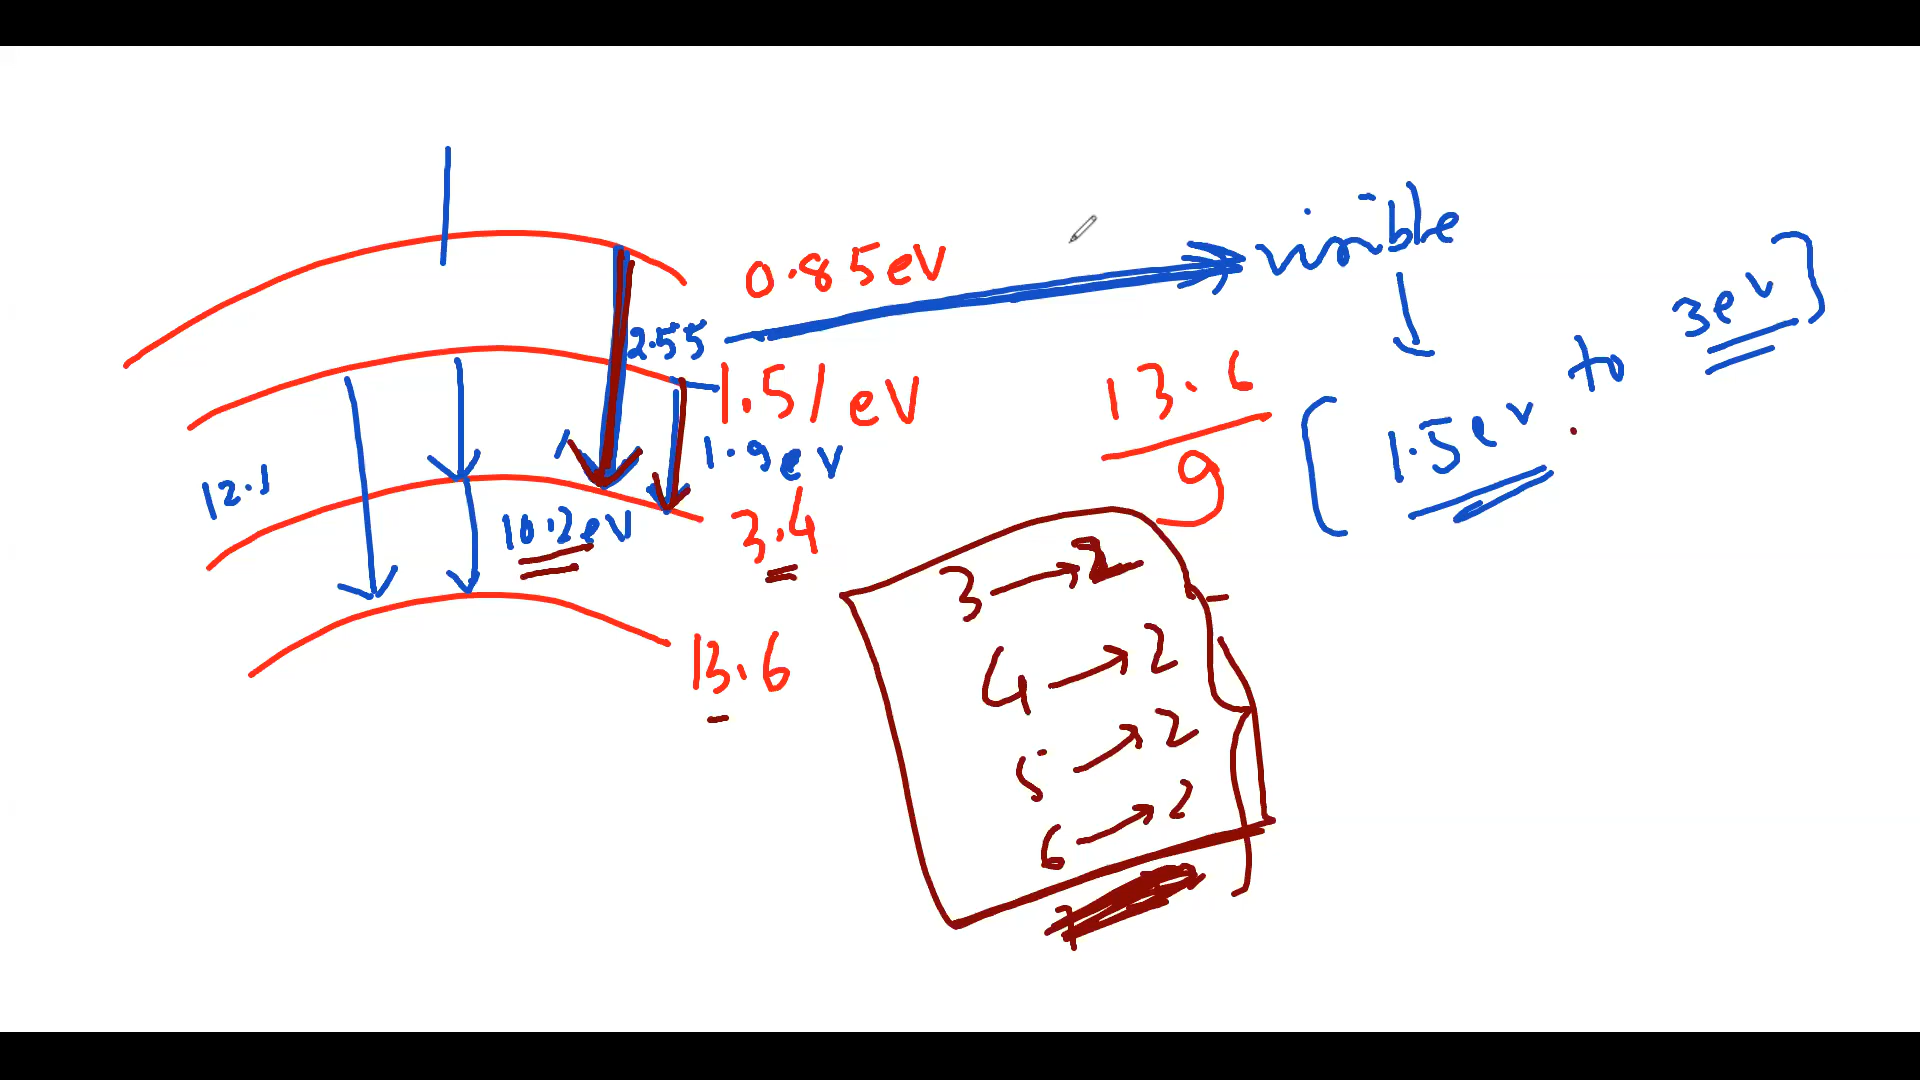 0.85eV
visible
2.55
3eV
1.51eV
13.6
9
to
[1.5eV
1.9eV
12.1
10.2eV
3.4
13.6
3 → 2
4 → 2
5 → 2
6 → 2